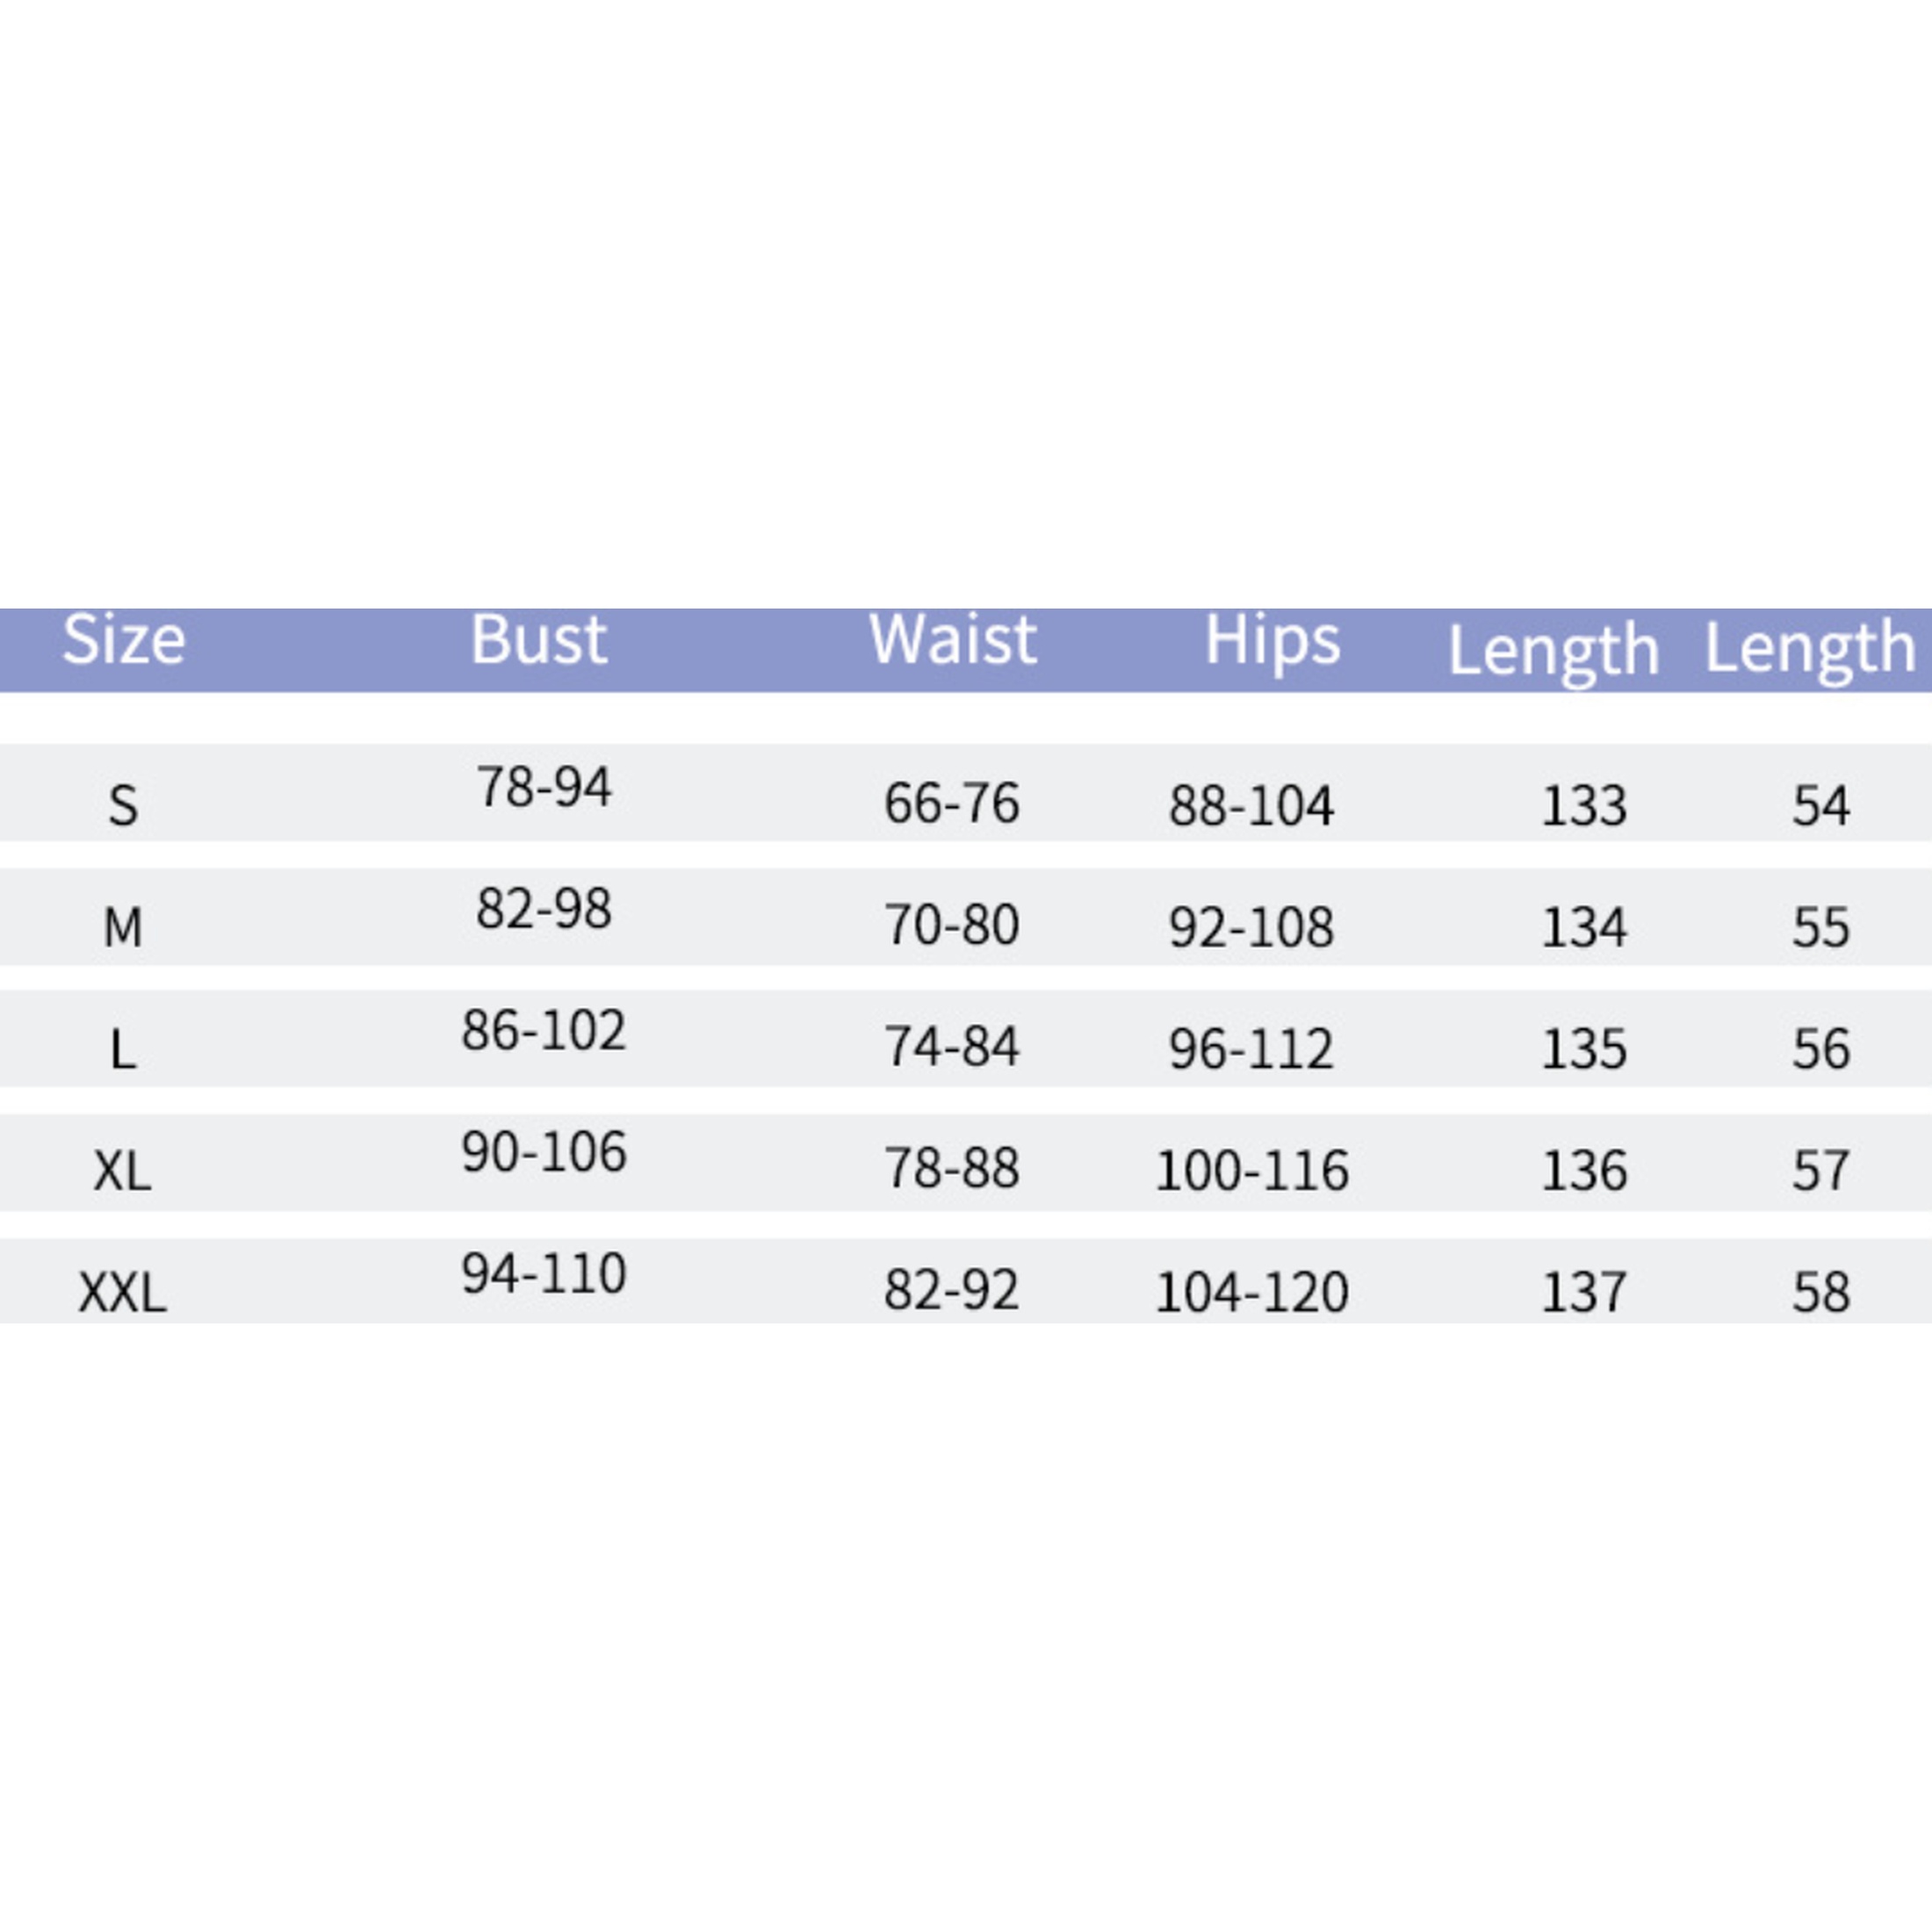 Size Bust Waist Hips Length Length
S 78-94 66-76 88-104 133 54
M 82-98 70-80 92-108 134 55
L 86-102 74-84 96-112 135 56
XL 90-106 78-88 100-116 136 57
XXL 94-110 82-92 104-120 137 58